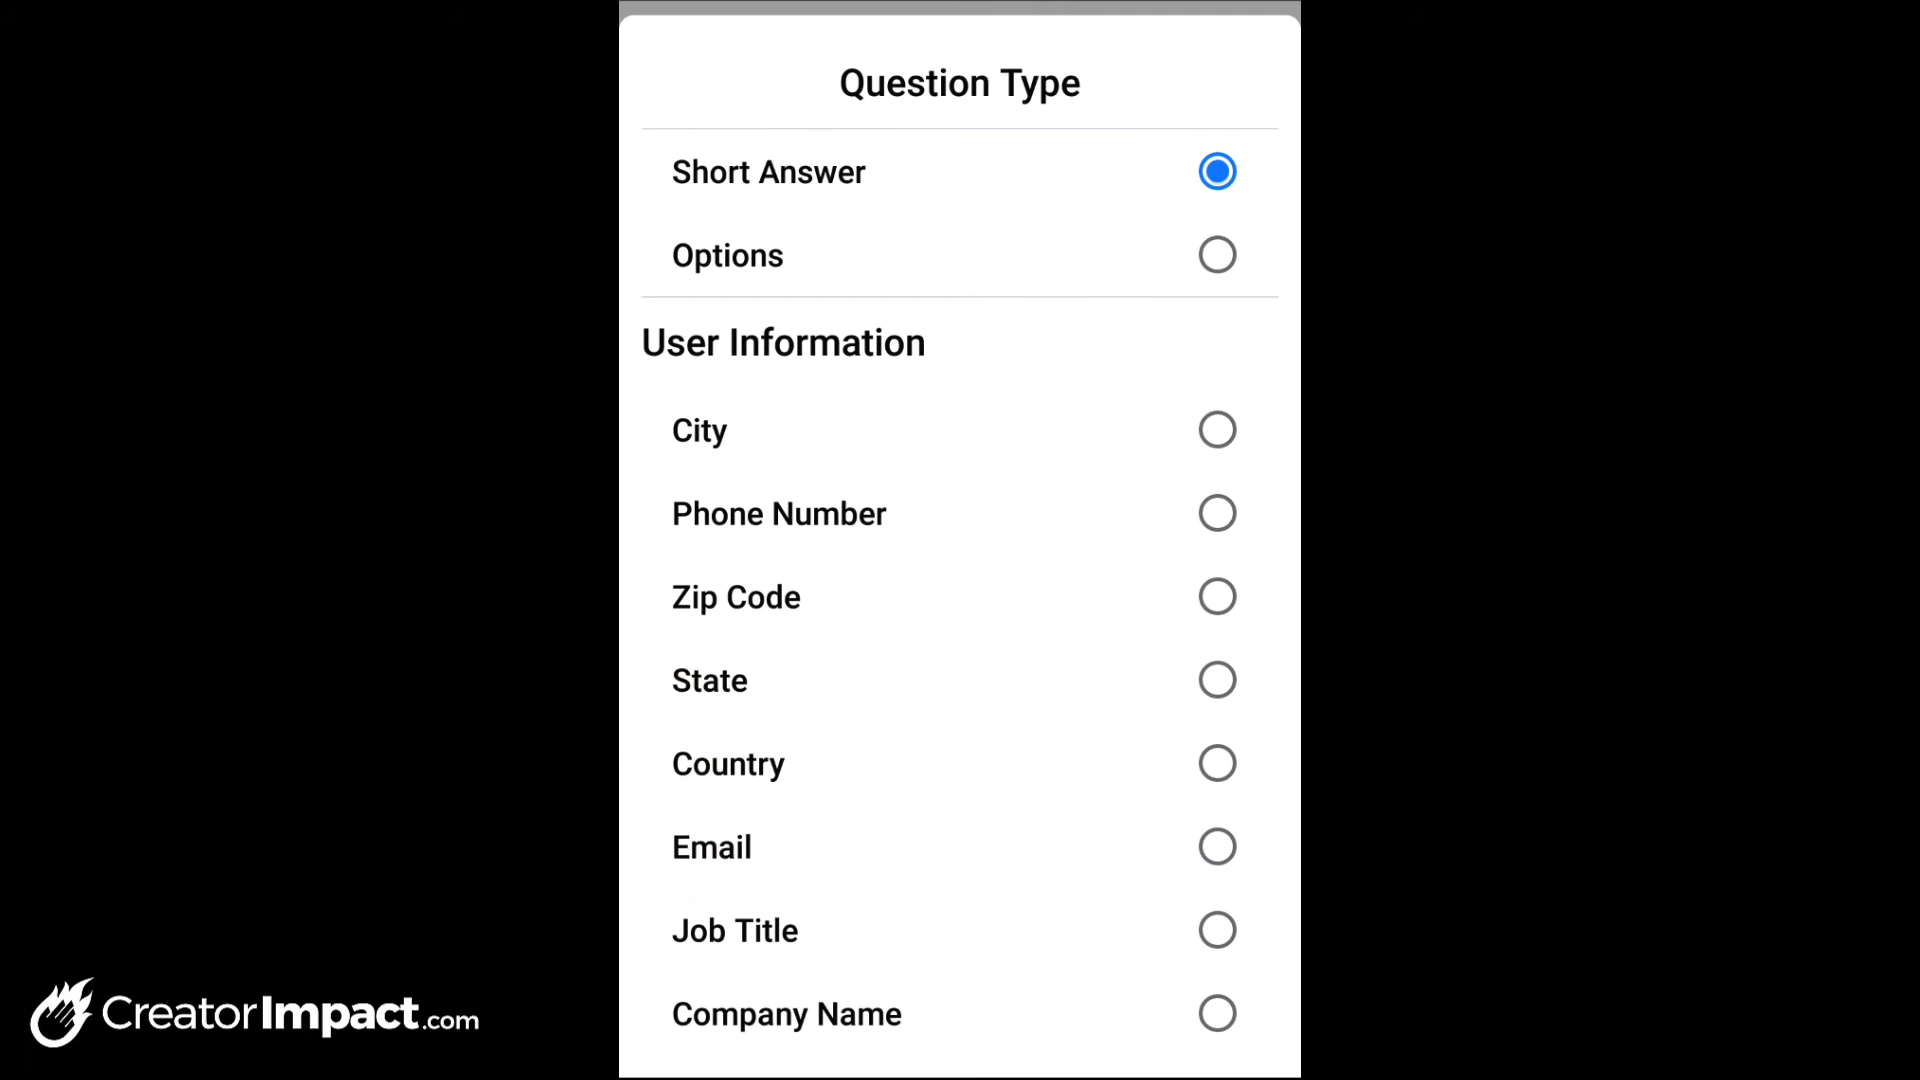 Question Type
Short Answer
Options
User Information
City
Phone Number
Zip Code
State
Country
Email
Job Title
Company Name
CreatorImpact.com